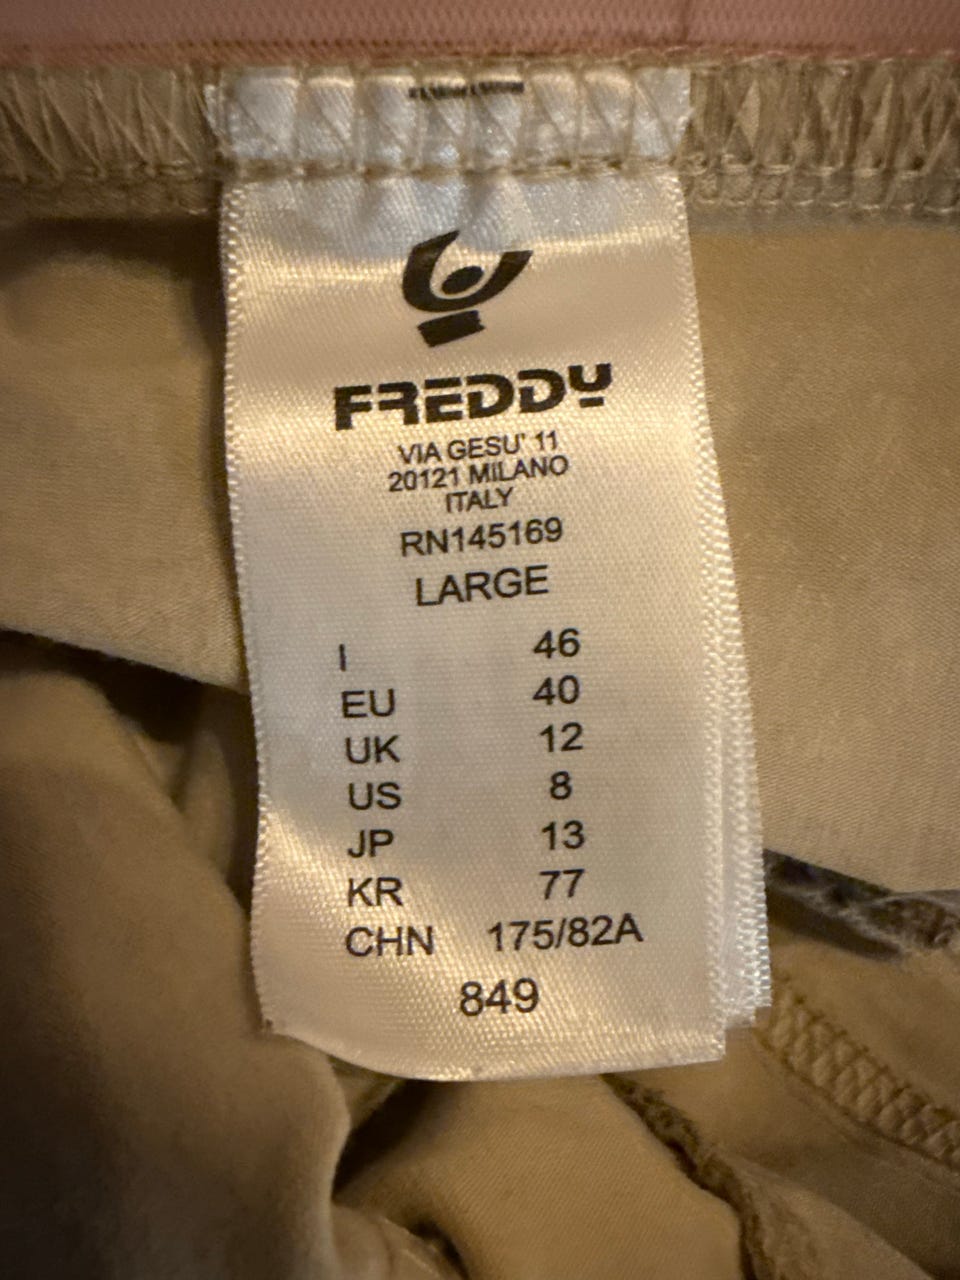 FREDDY
VIA GESU' 11
20121 MILANO
ITALY
RN145169
LARGE
I 46
EU 40
UK 12
US 8
JP 13
KR 77
CHN 175/82A
849